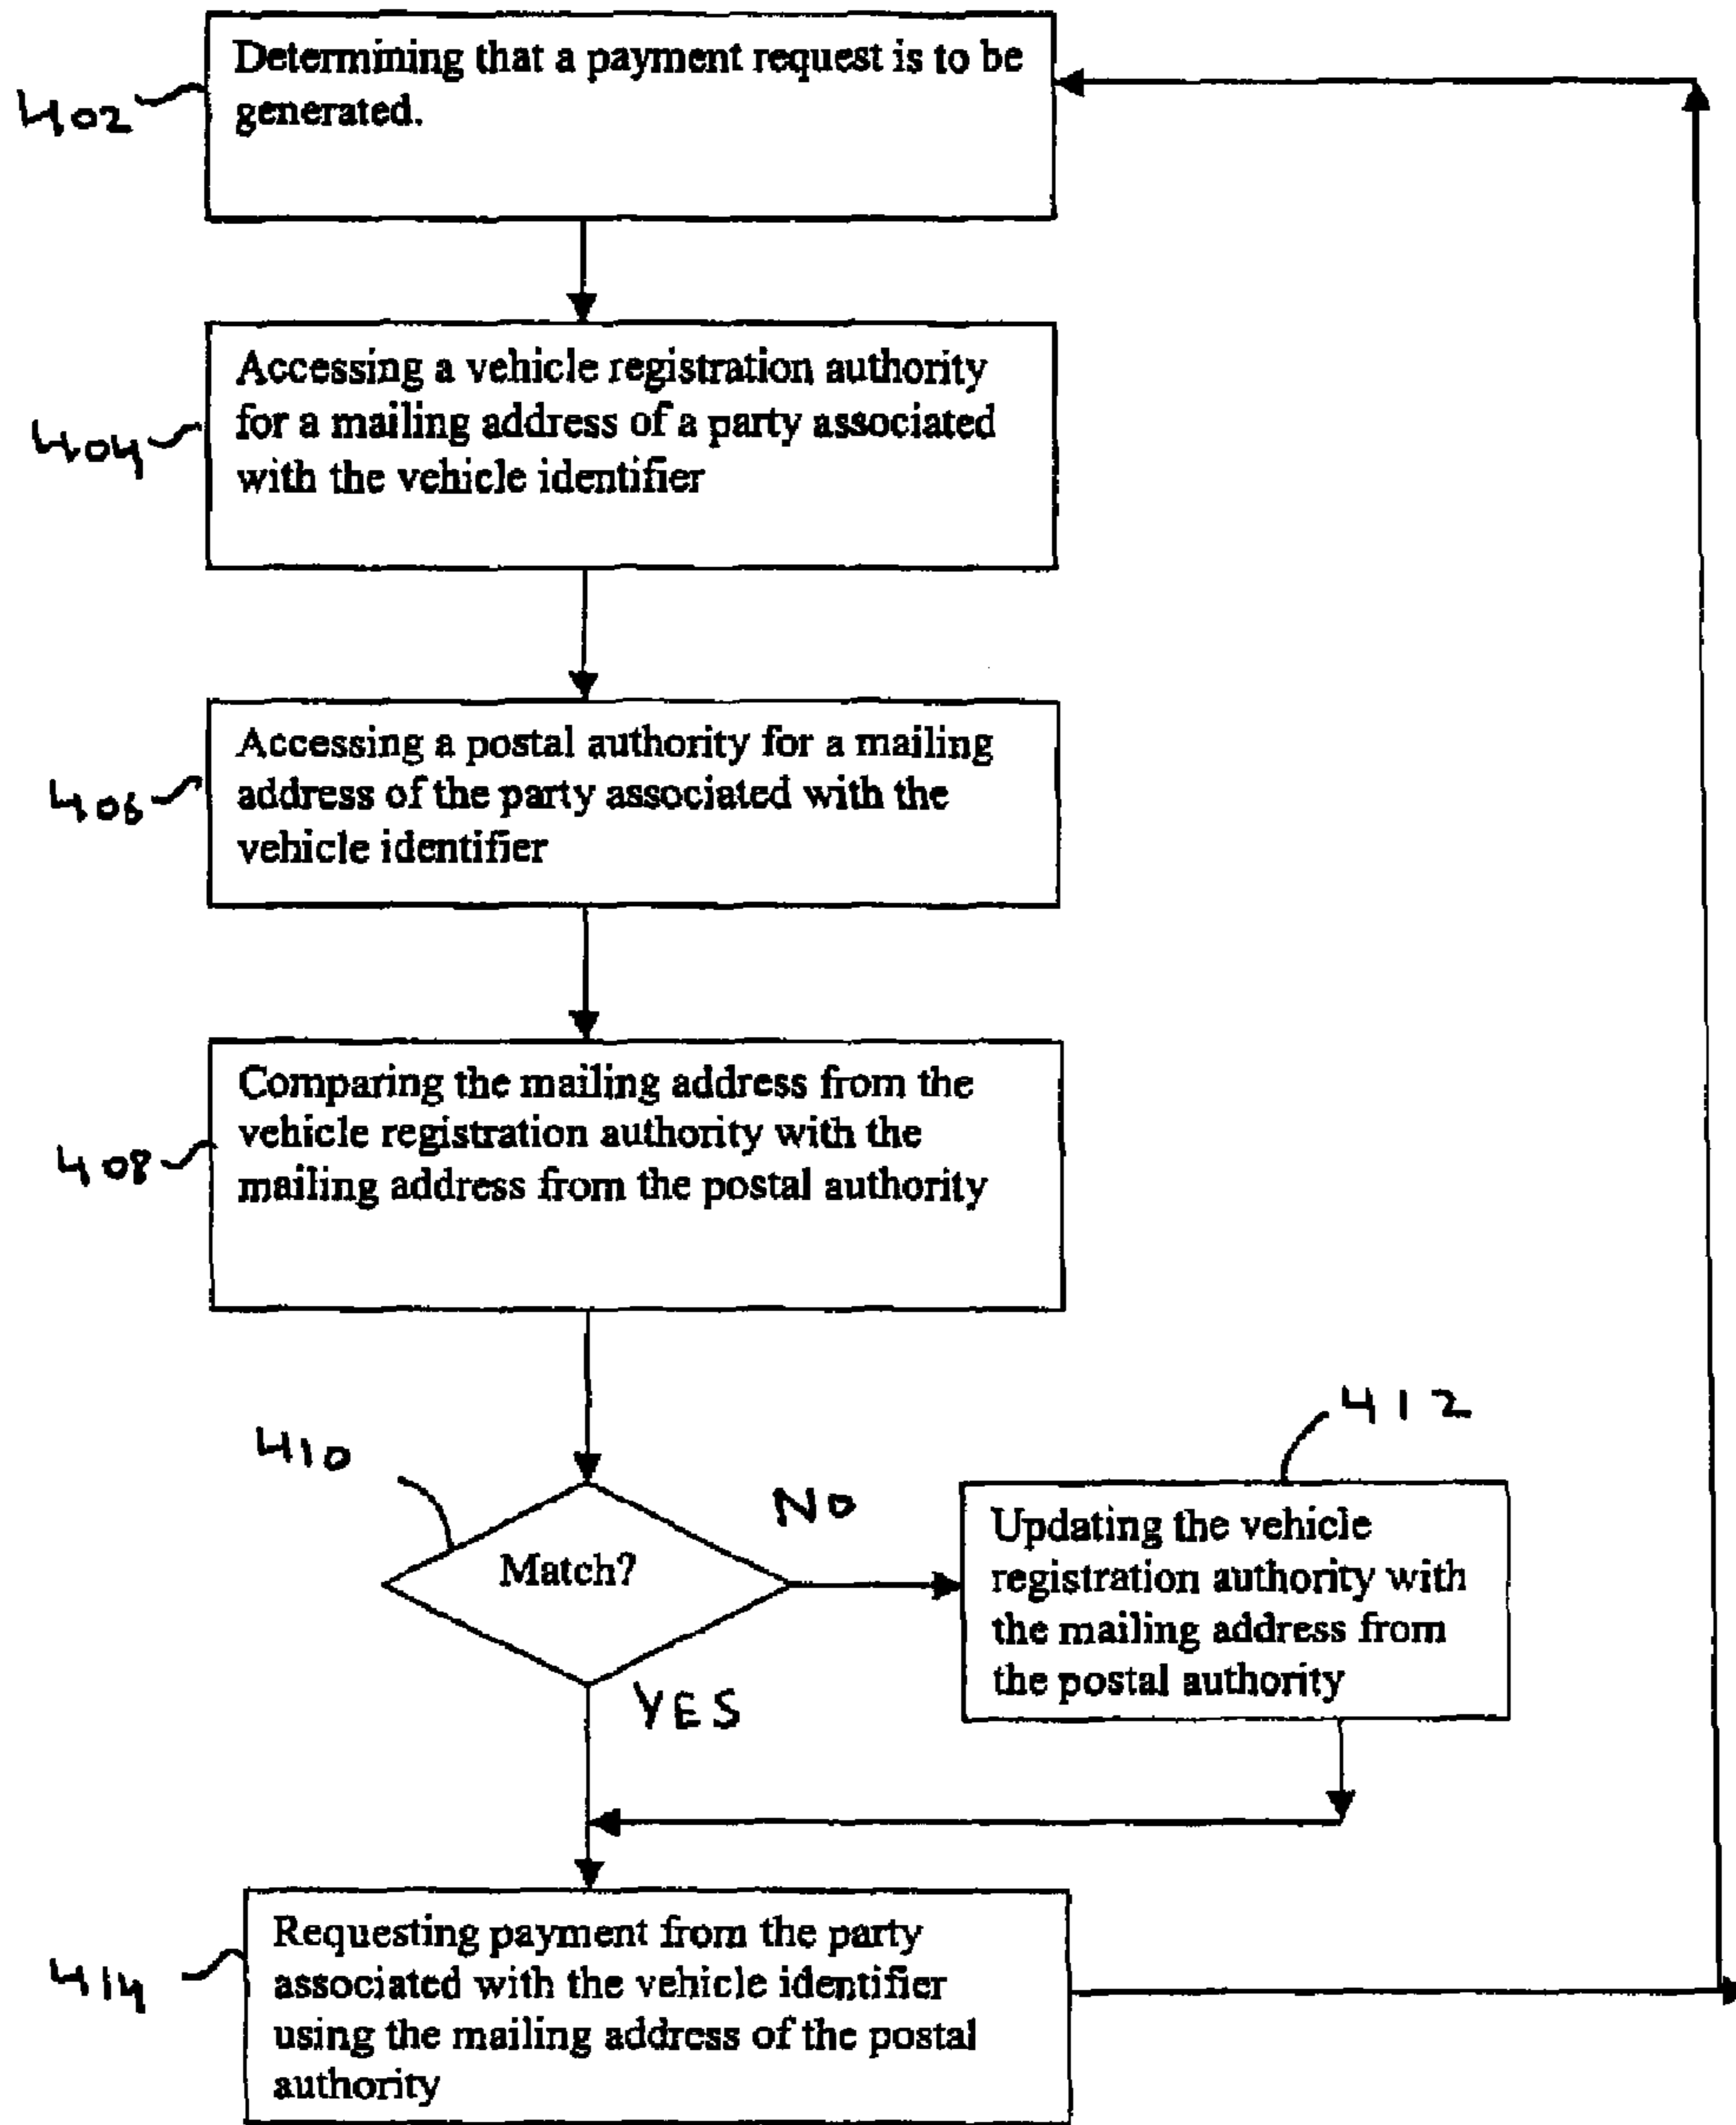 402
Determining that a payment request is to be
generated.
404
Accessing a vehicle registration authority
for a mailing address of a party associated
with the vehicle identifier
406
Accessing a postal authority for a mailing
address of the party associated with the
vehicle identifier
408
Comparing the mailing address from the
vehicle registration authority with the
mailing address from the postal authority
410
Match?
NO
YES
412
Updating the vehicle
registration authority with
the mailing address from
the postal authority
414
Requesting payment from the party
associated with the vehicle identifier
using the mailing address of the postal
authority